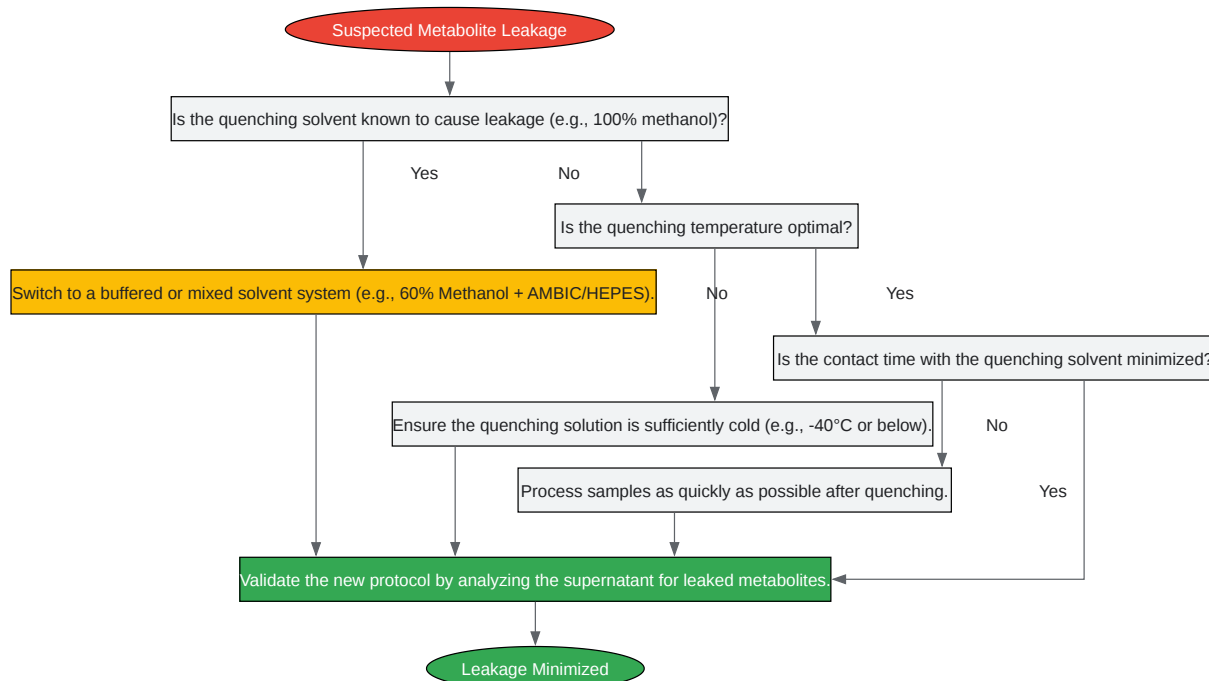 Suspected Metabolite Leakage
Is the quenching solvent known to cause leakage (e.g., 100% methanol)?
Yes
No
Is the quenching temperature optimal?
Switch to a buffered or mixed solvent system (e.g., 60% Methanol + AMBIC/HEPES).
No
Yes
Is the contact time with the quenching solvent minimized?
Ensure the quenching solution is sufficiently cold (e.g., -40°C or below).
No
Process samples as quickly as possible after quenching.
Yes
Validate the new protocol by analyzing the supernatant for leaked metabolites.
Leakage Minimized